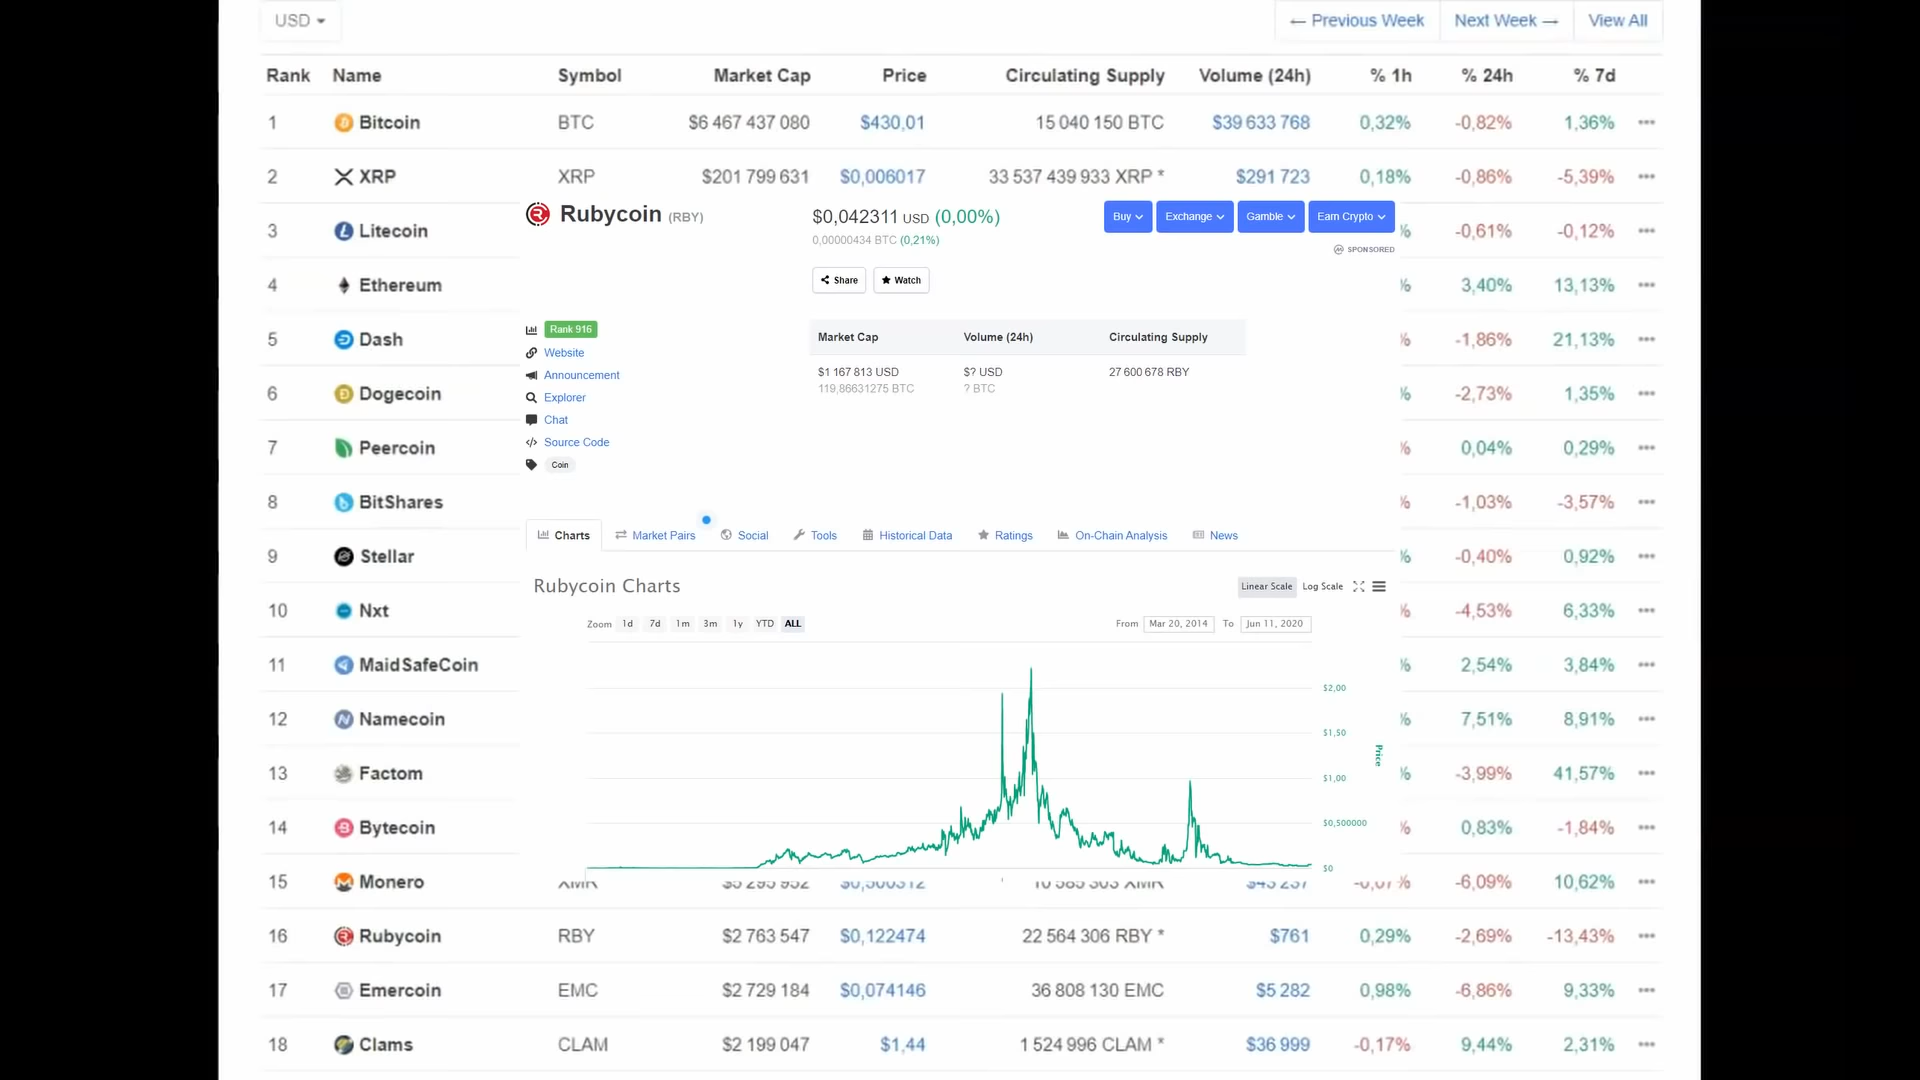 USD
← Previous Week Next Week → View All
Rank Name Symbol Market Cap Price Circulating Supply Volume (24h) % 1h % 24h % 7d
1 Bitcoin BTC $6 467 437 080 $430,01 15 040 150 BTC $39 633 768 0,32% -0,82% 1,36%
2 XRP XRP $201 799 631 $0,006017 33 537 439 933 XRP * $291 723 0,18% -0,86% -5,39%
Rubycoin (RBY) $0,042311 USD (0,00%) Buy Exchange Gamble Earn Crypto
3 Litecoin % -0,61% -0,12%
0,00000434 BTC (0,21%)
SPONSORED
Share Watch
4 Ethereum % 3,40% 13,13%
Rank 916
Market Cap Volume (24h) Circulating Supply
5 Dash % -1,86% 21,13%
Website
Announcement
$1 167 813 USD $? USD 27 600 678 RBY
119,86631275 BTC ? BTC
6 Dogecoin % -2,73% 1,35%
Explorer
Chat
Source Code
7 Peercoin % 0,04% 0,29%
Coin
8 BitShares % -1,03% -3,57%
Charts Market Pairs Social Tools Historical Data Ratings On-Chain Analysis News
9 Stellar % -0,40% 0,92%
Rubycoin Charts Linear Scale Log Scale
10 Nxt % -4,53% 6,33%
Zoom 1d 7d 1m 3m 1y YTD ALL From Mar 20, 2014 To Jun 11, 2020
11 MaidSafeCoin % 2,54% 3,84%
$2,00
12 Namecoin % 7,51% 8,91%
$1,50
Price
13 Factom % -3,99% 41,57%
$1,00
14 Bytecoin % 0,83% -1,84%
$0,500000
$0
15 Monero XMR $5 295 952 $0,500312 10 585 303 XMR $43 237 -0,07% -6,09% 10,62%
16 Rubycoin RBY $2 763 547 $0,122474 22 564 306 RBY * $761 0,29% -2,69% -13,43%
17 Emercoin EMC $2 729 184 $0,074146 36 808 130 EMC $5 282 0,98% -6,86% 9,33%
18 Clams CLAM $2 199 047 $1,44 1 524 996 CLAM * $36 999 -0,17% 9,44% 2,31%